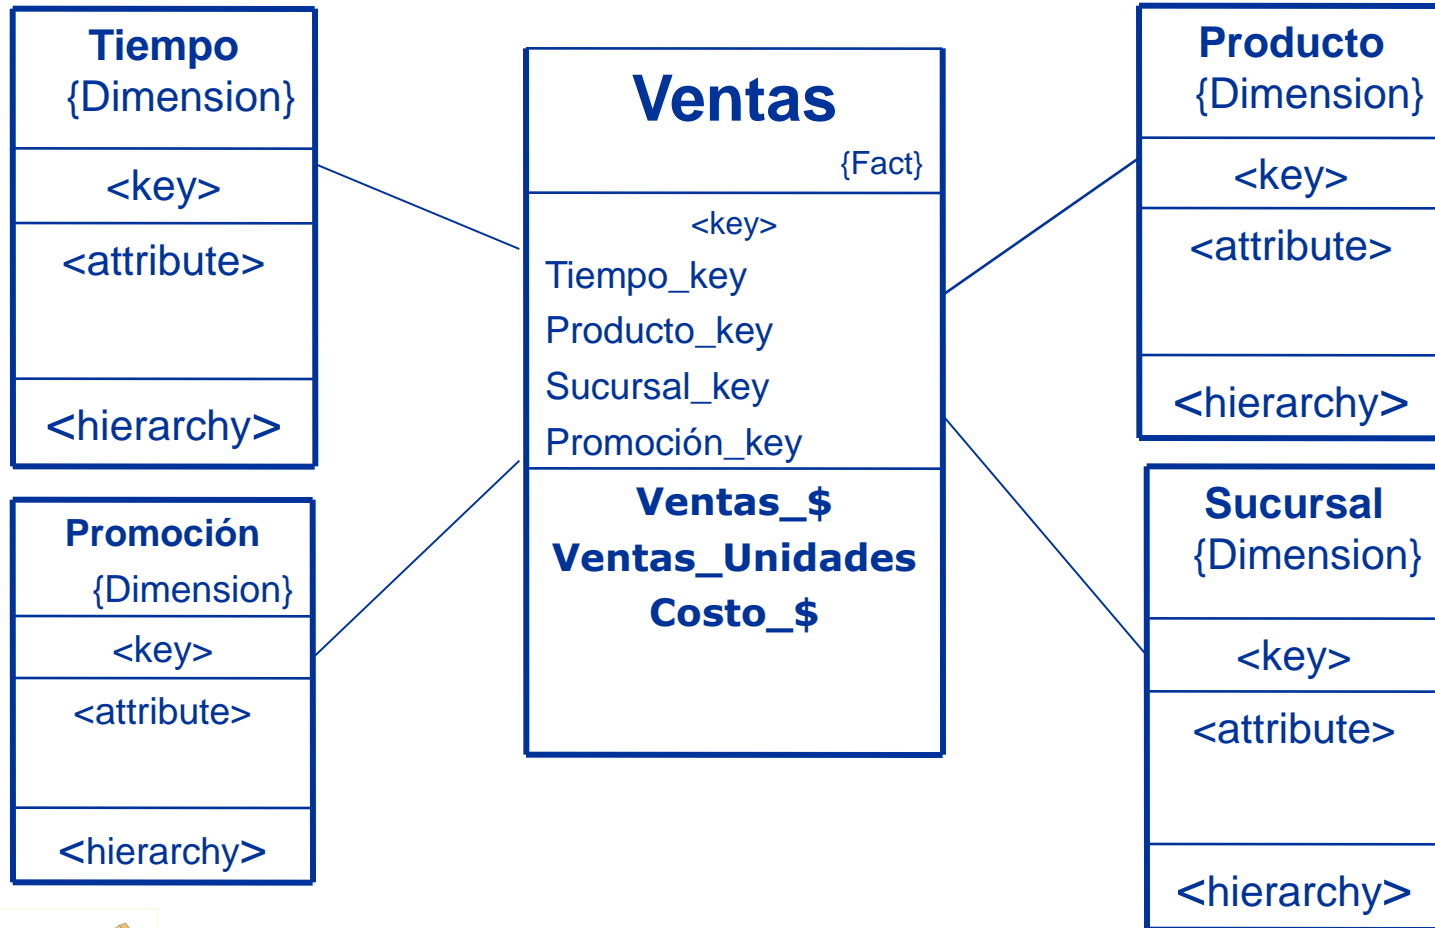 Tiempo
{Dimension}
<key>
<attribute>
<hierarchy>
Promoción
{Dimension}
<key>
<attribute>
<hierarchy>
Ventas
{Fact}
<key>
Tiempo_key
Producto_key
Sucursal_key
Promoción_key
Ventas_$
Ventas_Unidades
Costo_$
Producto
{Dimension}
<key>
<attribute>
<hierarchy>
Sucursal
{Dimension}
<key>
<attribute>
<hierarchy>